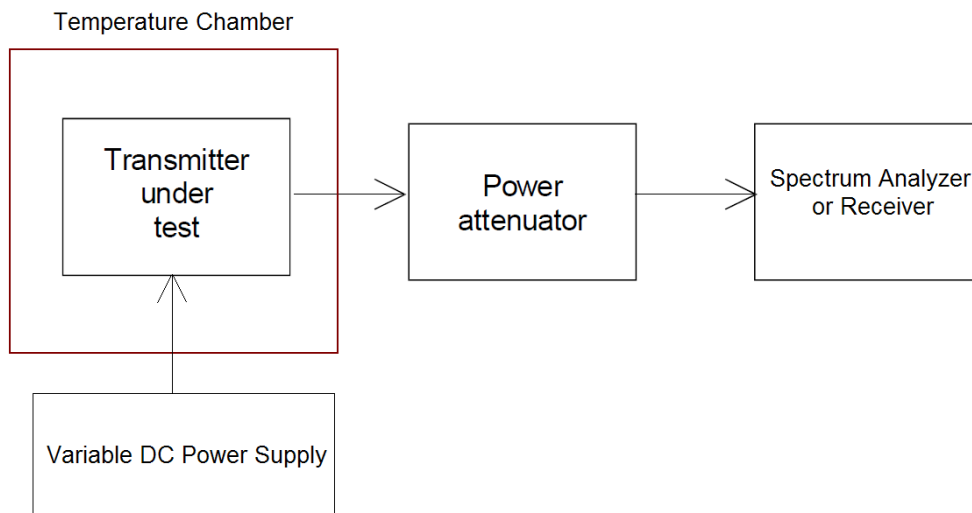 Temperature Chamber
Transmitter
under
test
Power
attenuator
Spectrum Analyzer
or Receiver
Variable DC Power Supply